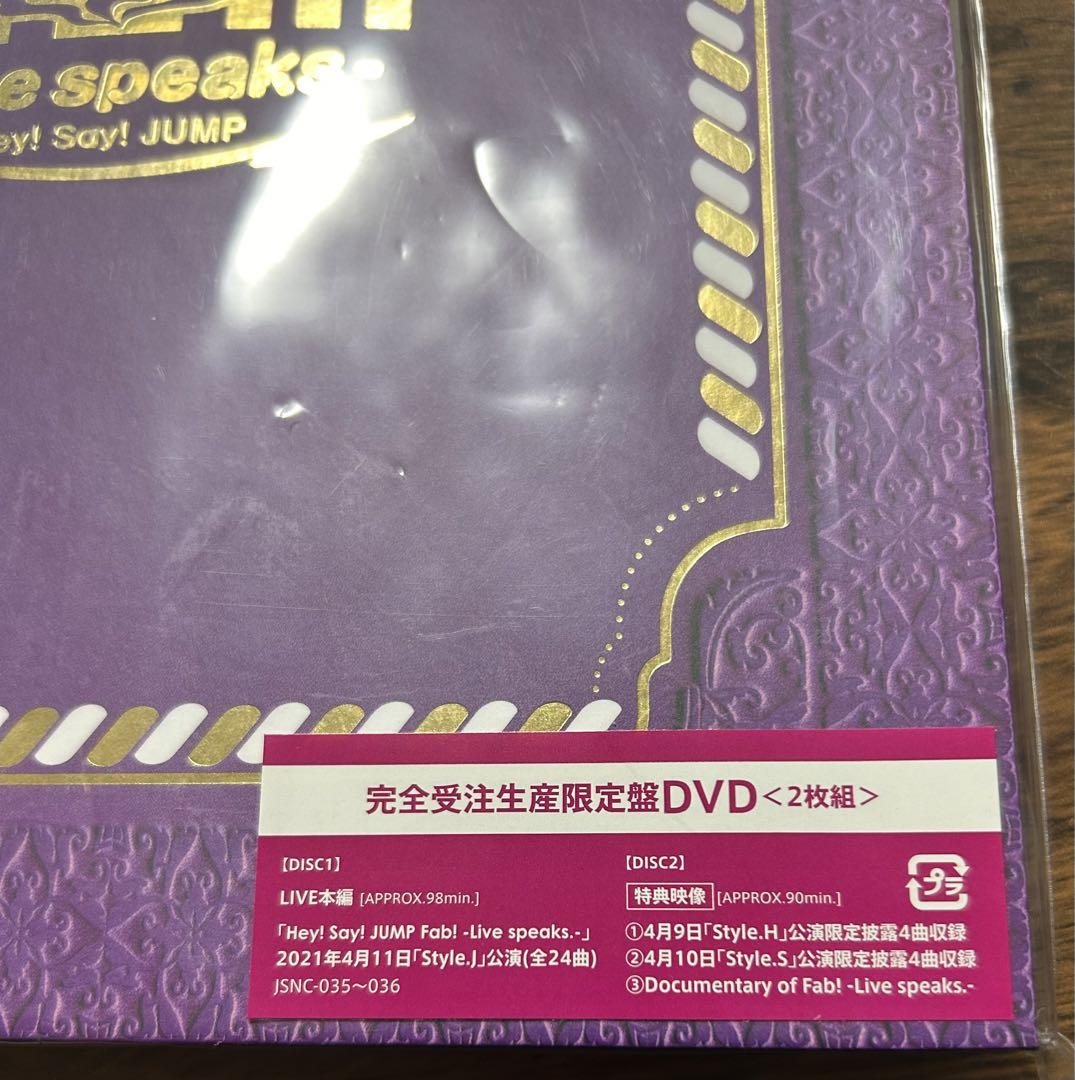 speaks.-
Say! JUMP
完全受注生産限定盤DVD<2枚組>
【DISC1】
LIVE本編 [APPROX.98min.]
「Hey! Say! JUMP Fab! -Live speaks.-」
2021年4月11日「Style.J」公演(全24曲)
JSNC-035～036
【DISC2】
特典映像 [APPROX.90min.]
①4月9日「Style.H」公演限定披露4曲収録
②4月10日「Style.S」公演限定披露4曲収録
③Documentary of Fab! -Live speaks.-
プラ